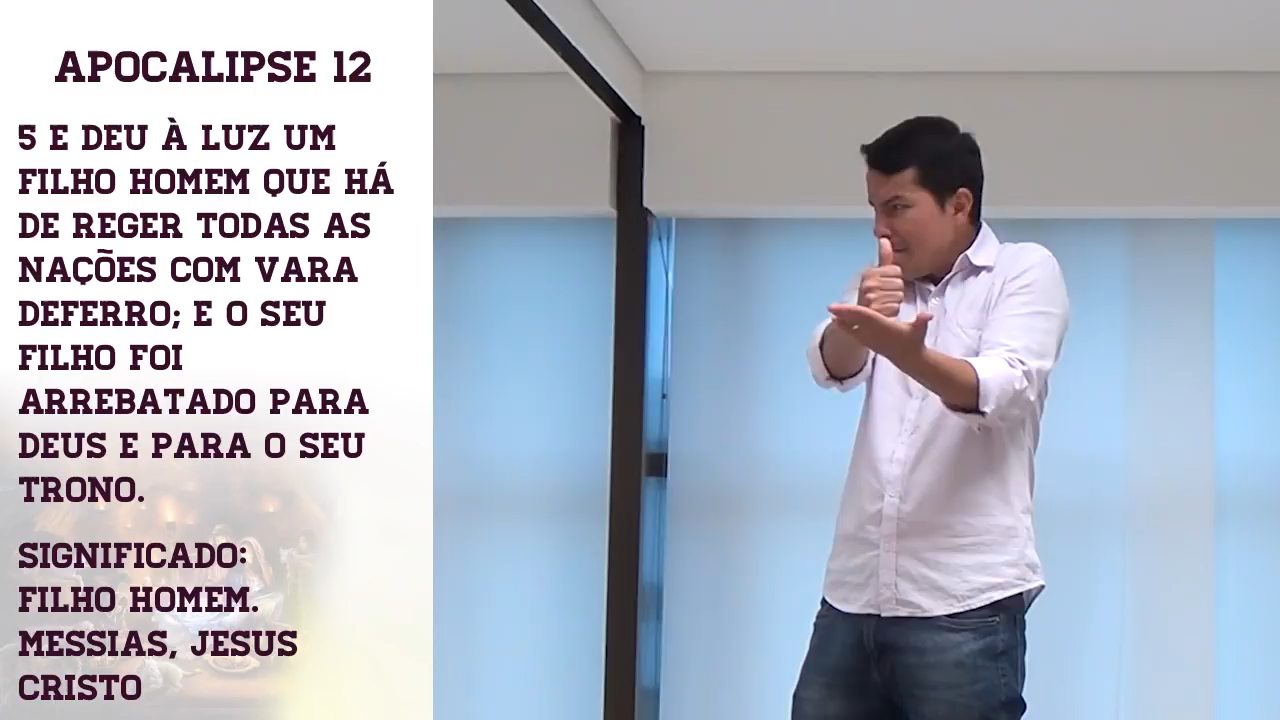 APOCALIPSE 12
5 E DEU À LUZ UM
FILHO HOMEM QUE HÁ
DE REGER TODAS AS
NAÇÕES COM VARA
DEFERRO; E O SEU
FILHO FOI
ARREBATADO PARA
DEUS E PARA O SEU
TRONO.
SIGNIFICADO:
FILHO HOMEM.
MESSIAS, JESUS
CRISTO